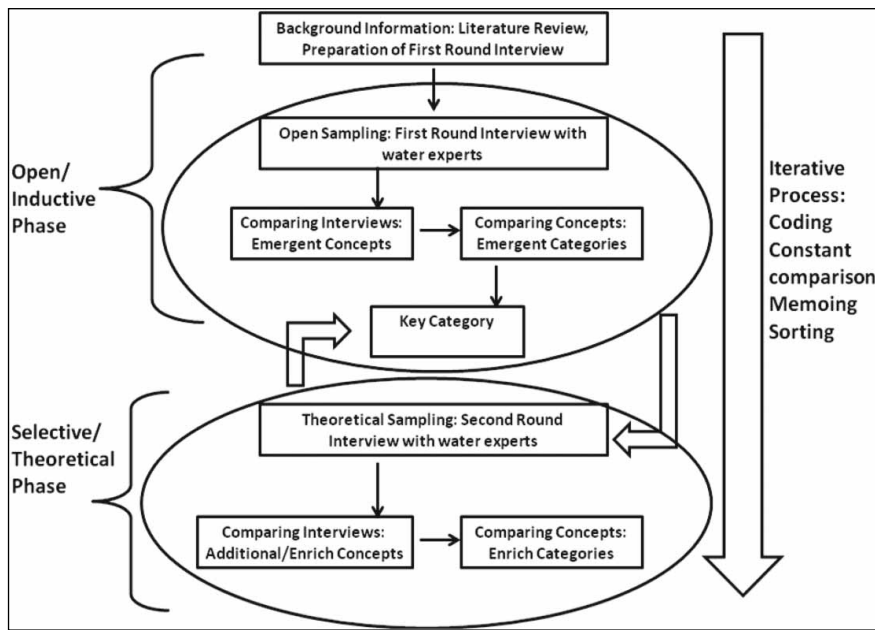 Background Information: Literature Review,
Preparation of First Round Interview
Open Sampling: First Round Interview with
water experts
Open/
Inductive
Phase
Comparing Interviews:
Emergent Concepts
Comparing Concepts:
Emergent Categories
Key Category
Iterative
Process:
Coding
Constant
comparison
Memoing
Sorting
Selective/
Theoretical
Phase
Theoretical Sampling: Second Round
Interview with water experts
Comparing Interviews:
Additional/Enrich Concepts
Comparing Concepts:
Enrich Categories